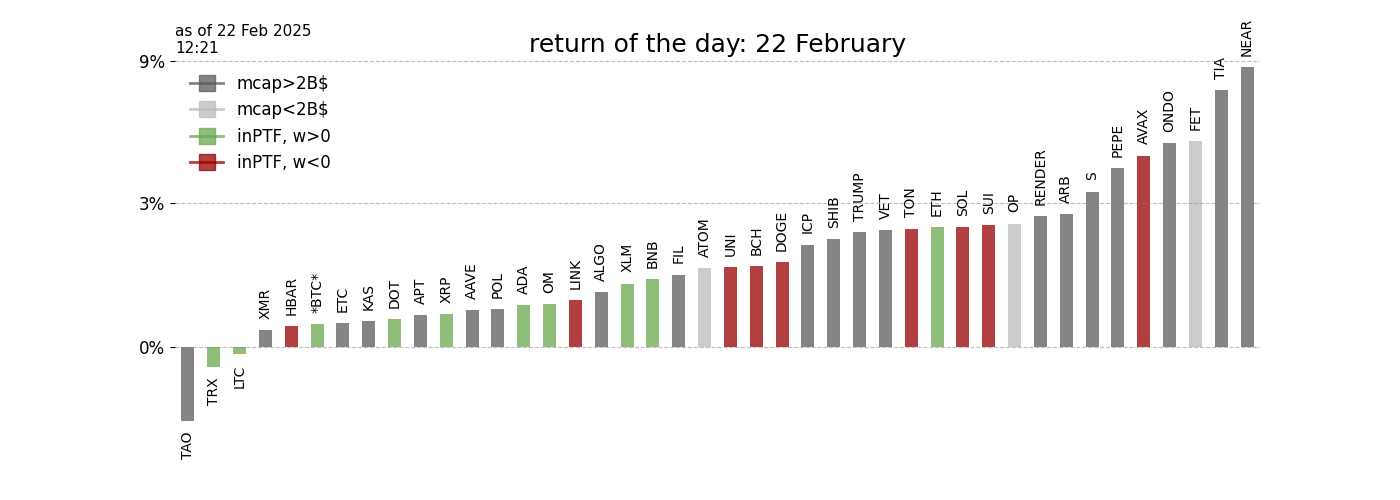 as of 22 Feb 2025
12:21
return of the day: 22 February
9%
3%
0%
mcap>2B$
mcap<2B$
inPTF, w>0
inPTF, w<0
TAO
TRX
LTC
XMR
HBAR
*BTC*
ETC
KAS
DOT
APT
XRP
AAVE
POL
ADA
OM
LINK
ALGO
XLM
BNB
FIL
ATOM
UNI
BCH
DOGE
ICP
SHIB
TRUMP
VET
TON
ETH
SOL
SUI
OP
RENDER
ARB
S
PEPE
AVAX
ONDO
FET
TIA
NEAR